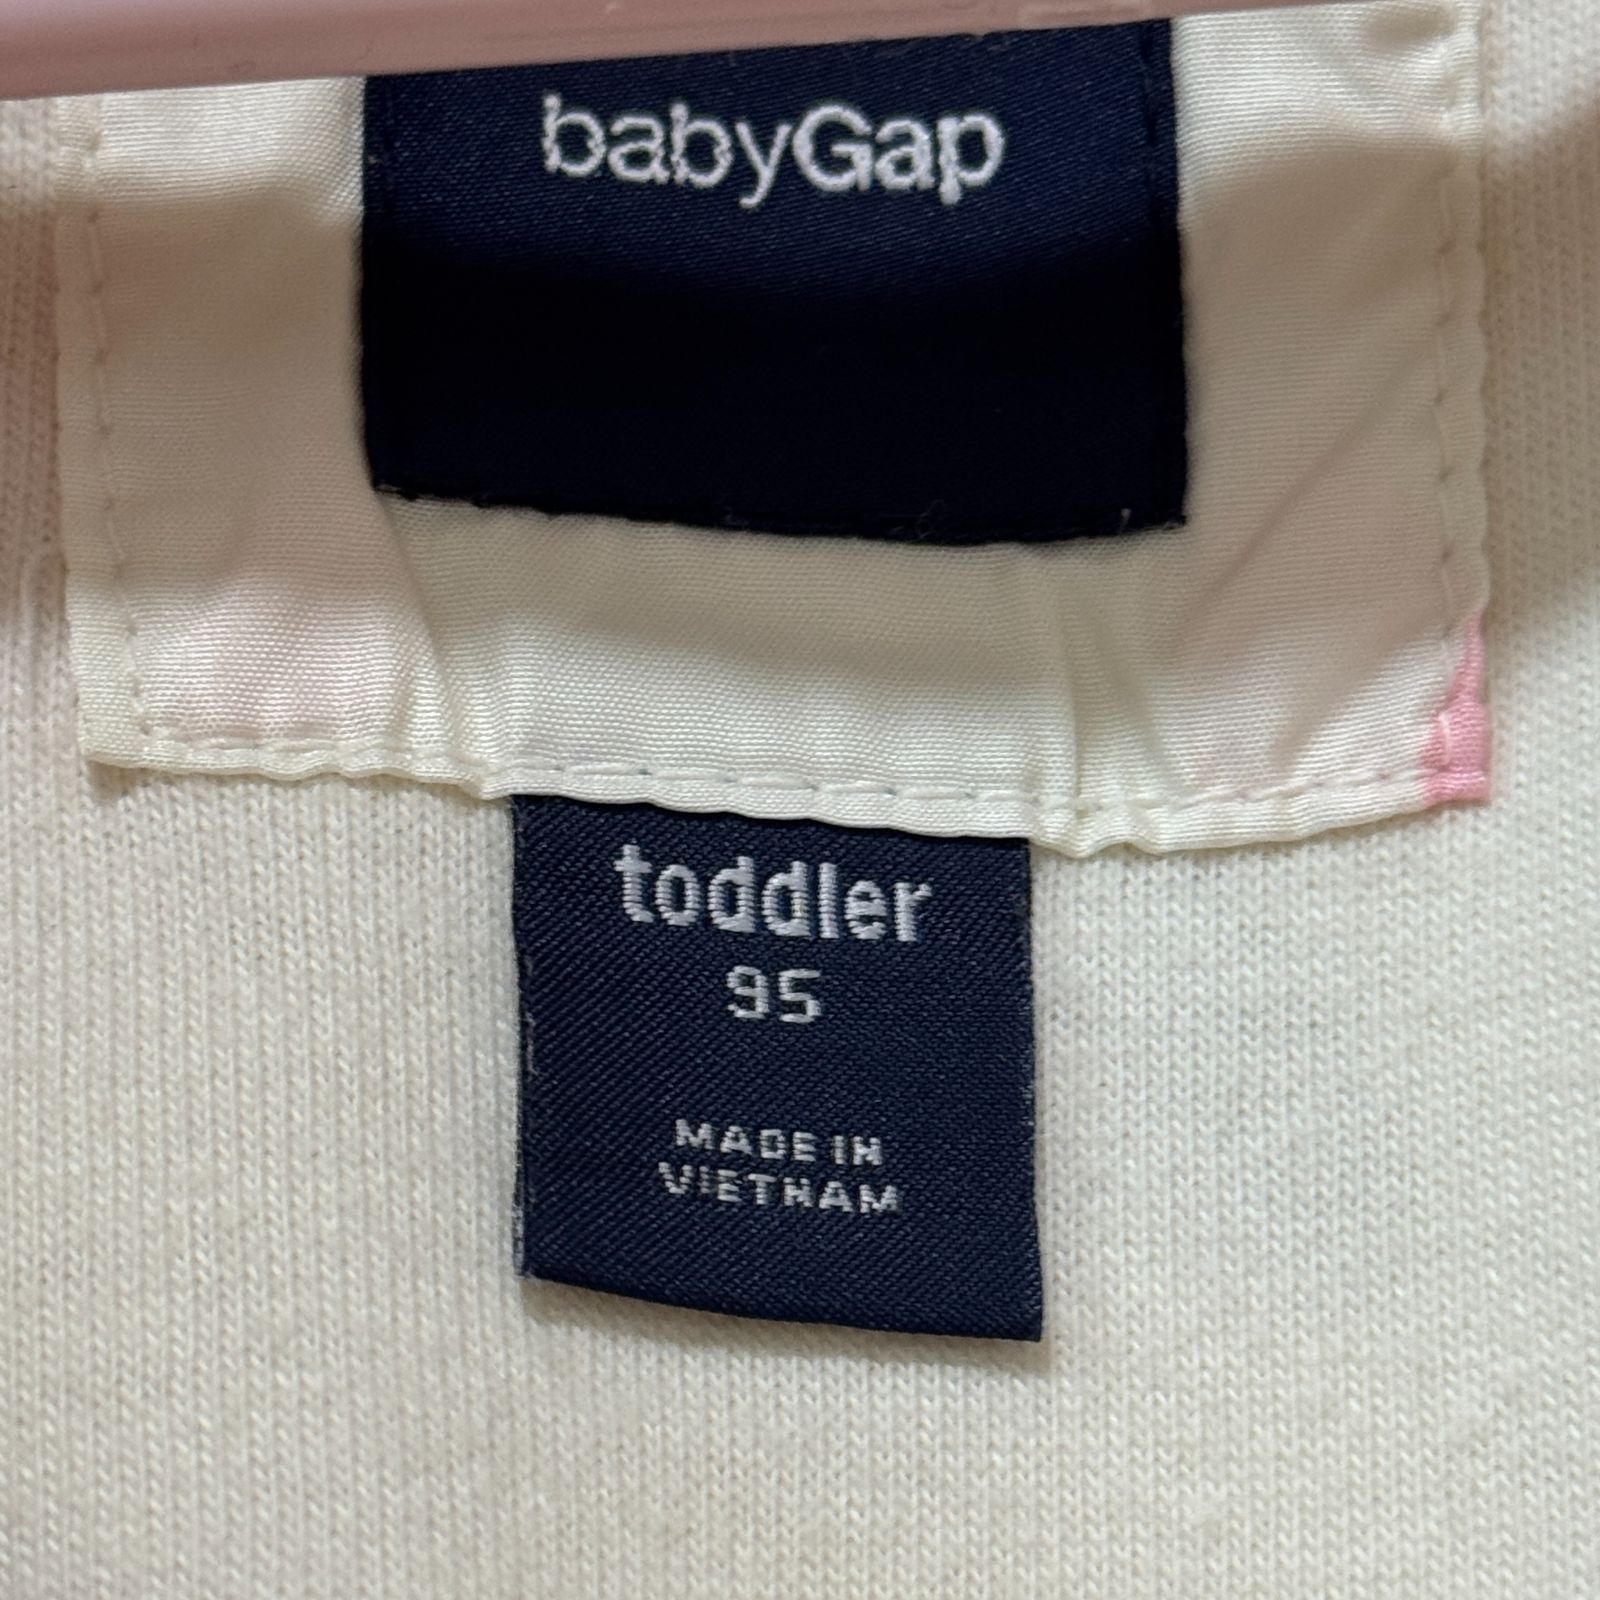 babyGap
toddler
95
MADE IN
VIETNAM